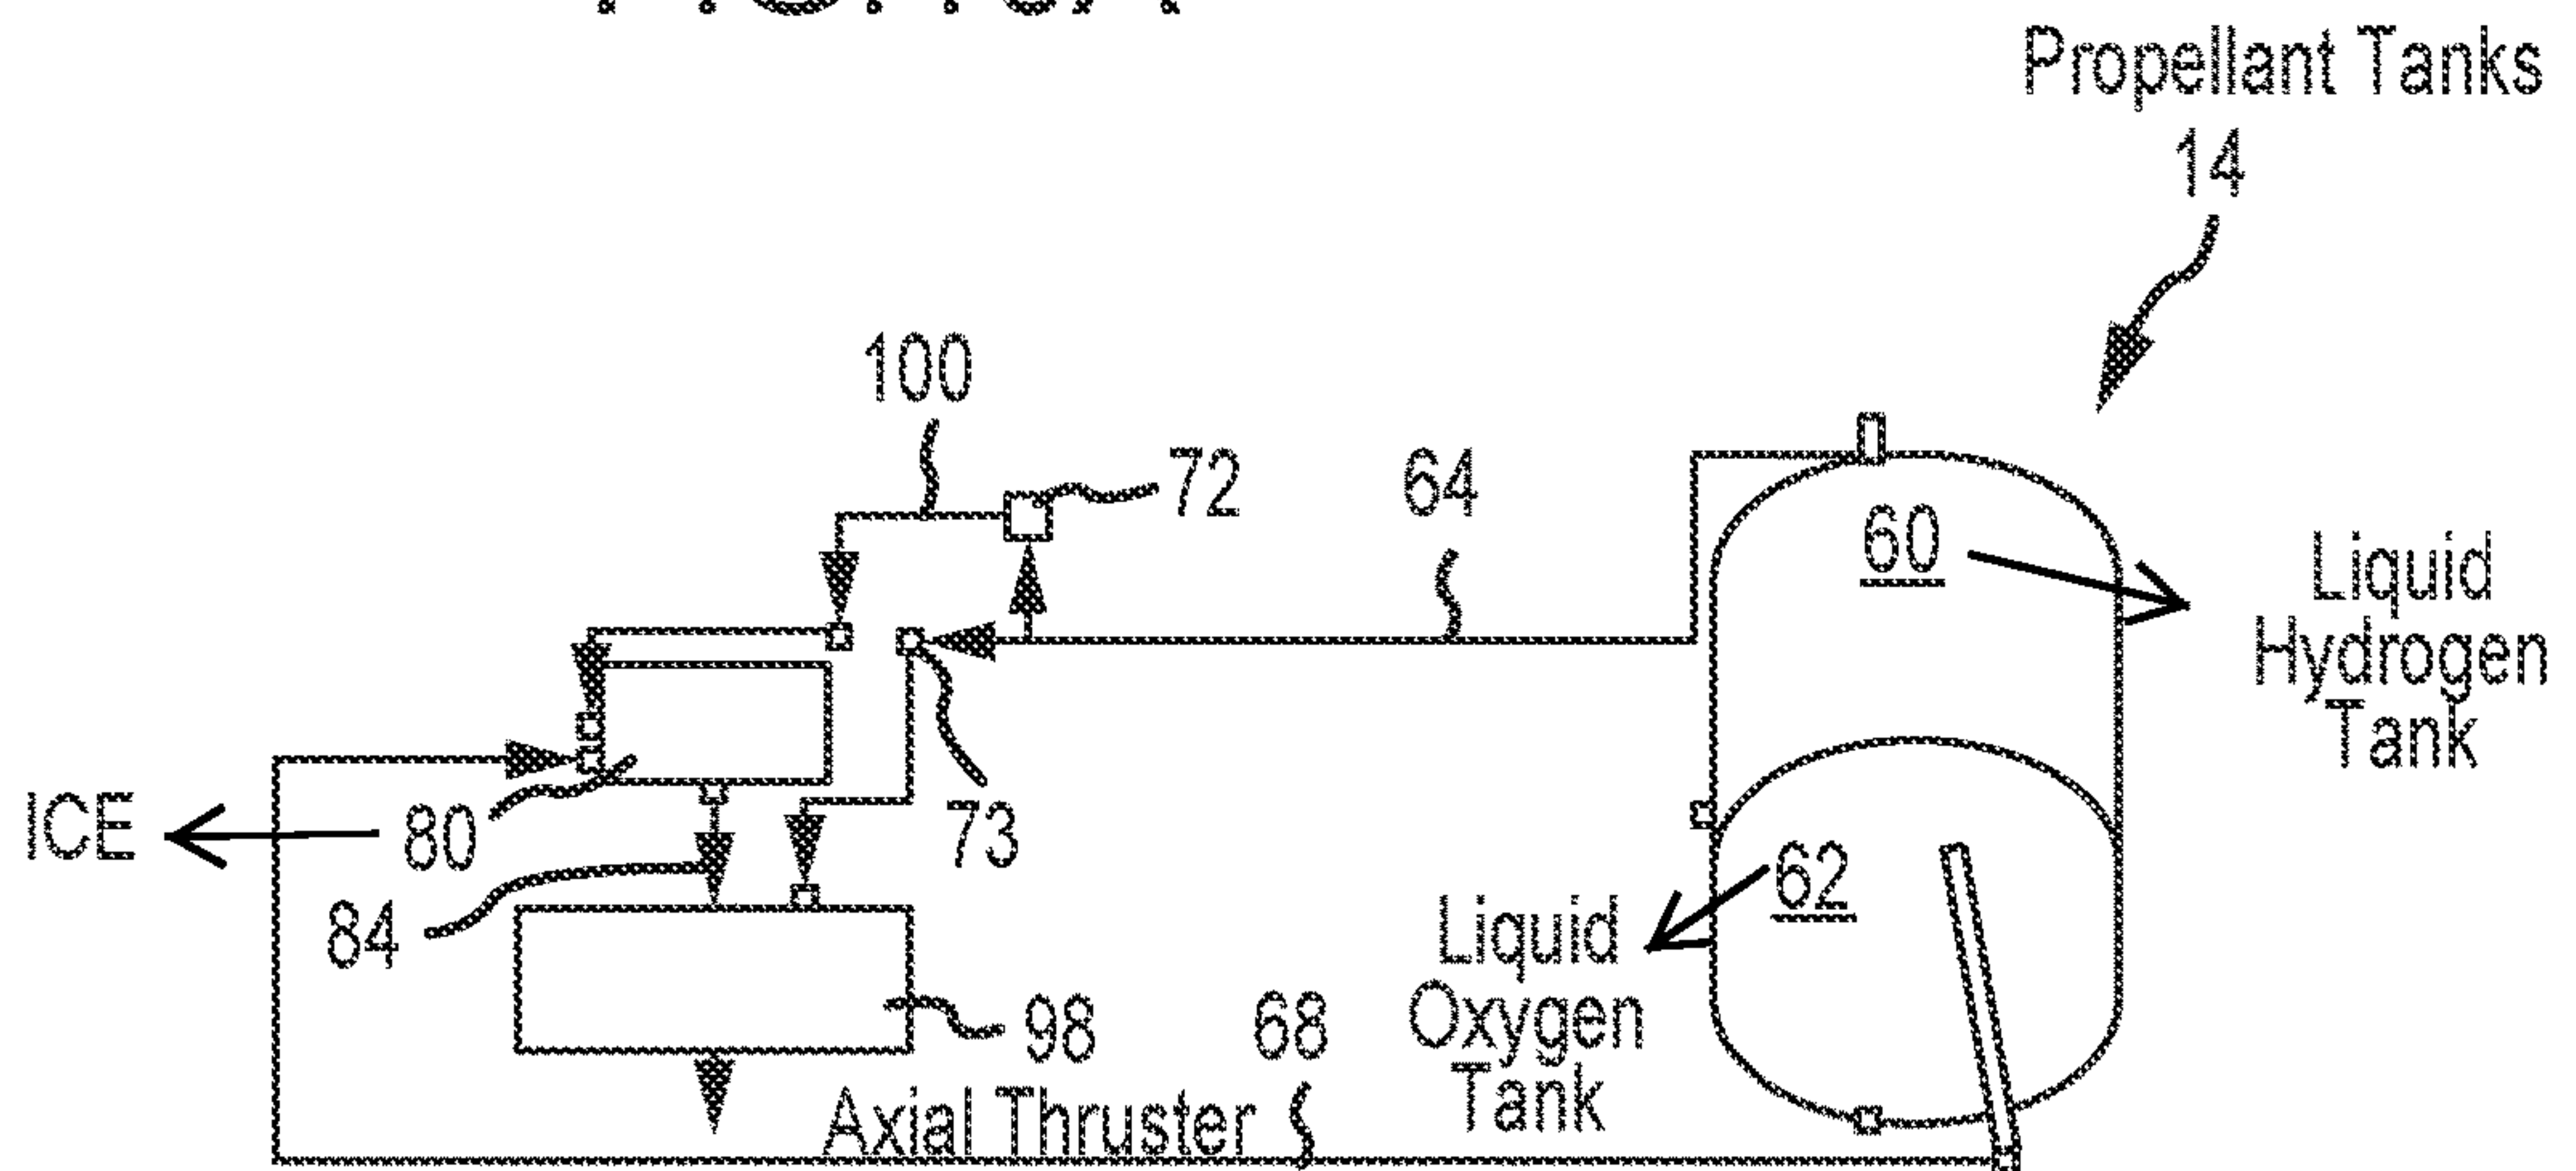 Propellant Tanks
14
100
72
64
60
Liquid
Hydrogen
Tank
ICE
80
73
62
84
Liquid
Oxygen
Tank
98
68
Axial Thruster